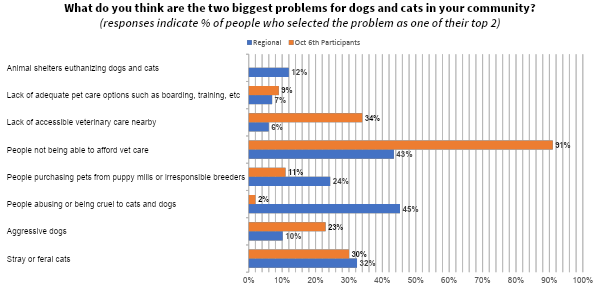 What do you think are the two biggest problems for dogs and cats in your community?
(responses indicate % of people who selected the problem as one of their top 2)
Regional Oct 6th Participants
Animal shelters euthanizing dogs and cats 12%
Lack of adequate pet care options such as boarding, training, etc 9% 7%
Lack of accessible veterinary care nearby 34% 6%
People not being able to afford vet care 91% 43%
People purchasing pets from puppy mills or irresponsible breeders 11% 24%
People abusing or being cruel to cats and dogs 2% 45%
Aggressive dogs 23% 10%
Stray or feral cats 30% 32%
0% 10% 20% 30% 40% 50% 60% 70% 80% 90% 100%